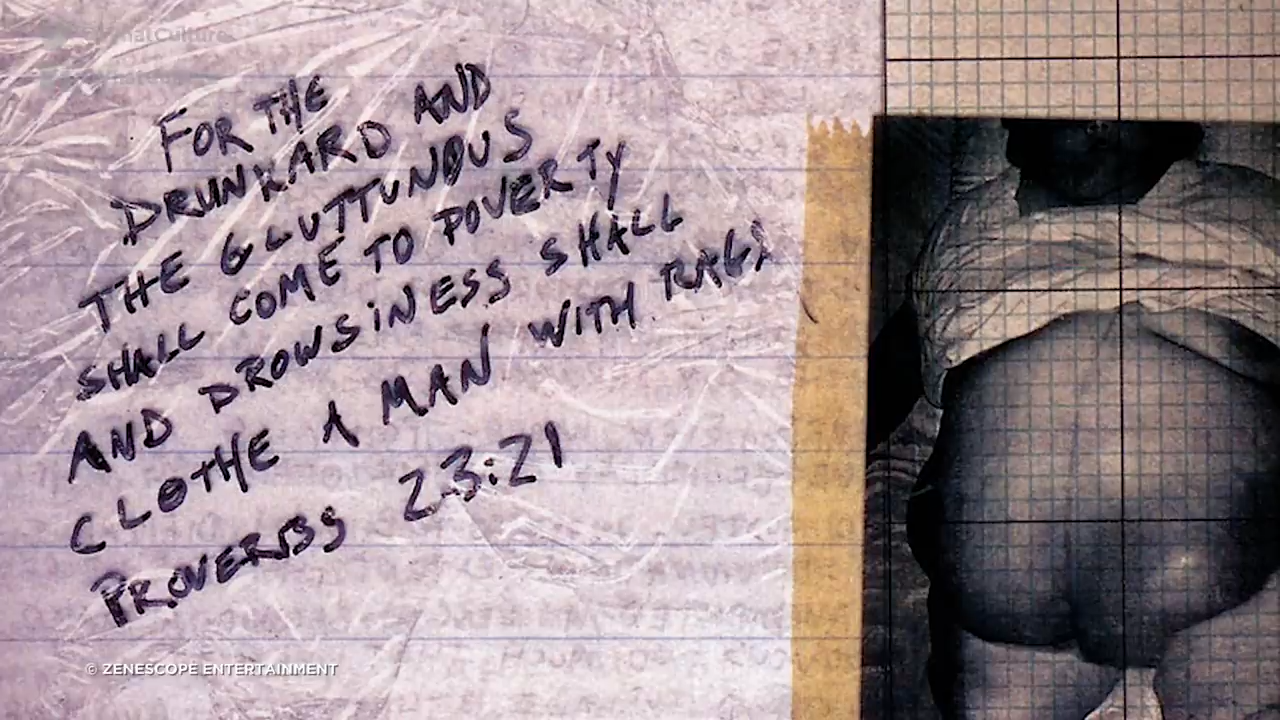 FOR THE
DRUNKARD AND
THE GLUTTUNOUS
SHALL COME TO POVERTY
AND DROWSINESS SHALL
CLOTHE A MAN WITH RAGS
PROVERBS 23:21
© ZENESCOPE ENTERTAINMENT